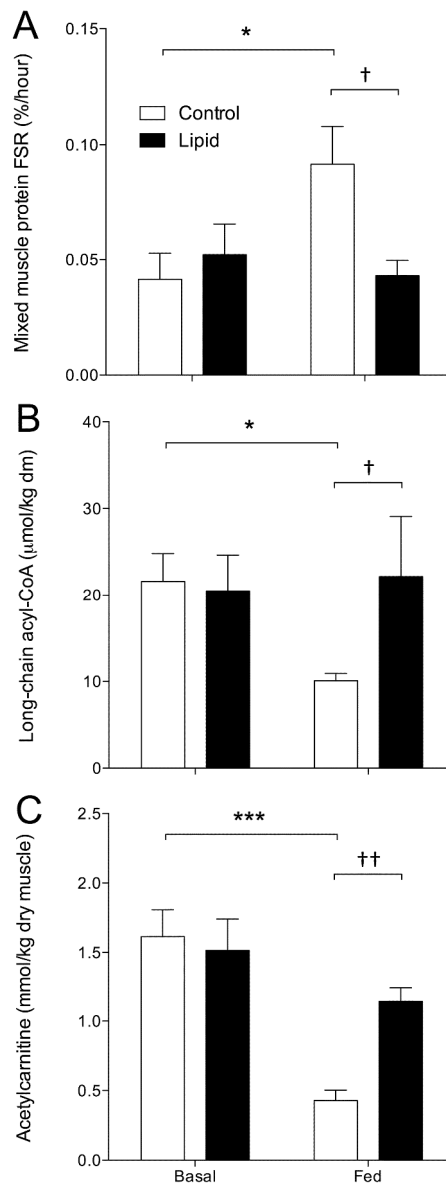 A
Mixed muscle protein FSR (%/hour)
0.15
0.10
0.05
0.00
*
†
Control
Lipid
B
Long-chain acyl-CoA (µmol/kg dm)
40
30
20
10
0
*
†
C
Acetylcarnitine (mmol/kg dry muscle)
2.5
2.0
1.5
1.0
0.5
0.0
***
††
Basal
Fed